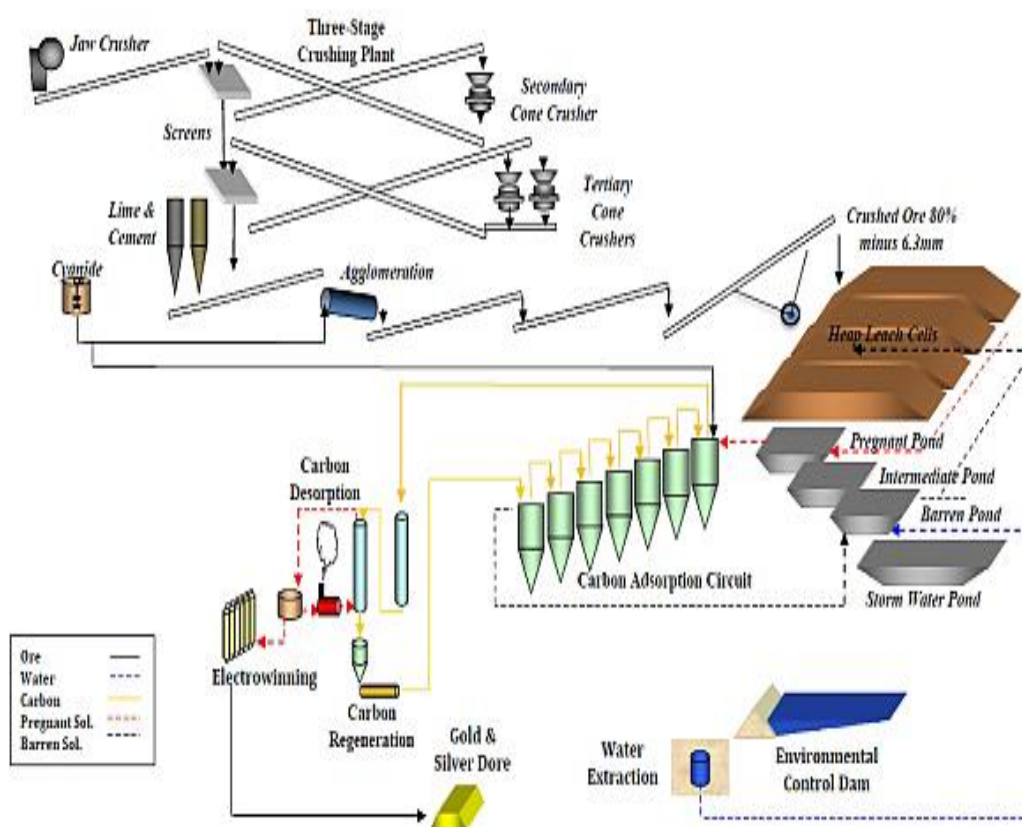 Jaw Crusher
Three-Stage
Crushing Plant
Secondary
Cone Crusher
Screens
Tertiary
Cone
Crushers
Lime &
Cement
Crushed Ore 80%
minus 6.3mm
Cyanide
Agglomeration
Heap Leach Cells
Pregnant Pond
Carbon
Desorption
Intermediate Pond
Barren Pond
Carbon Adsorption Circuit
Storm Water Pond
Ore
Water
Carbon
Pregnant Sol.
Barren Sol.
Electrowinning
Carbon
Regeneration
Gold &
Silver Dore
Water
Extraction
Environmental
Control Dam